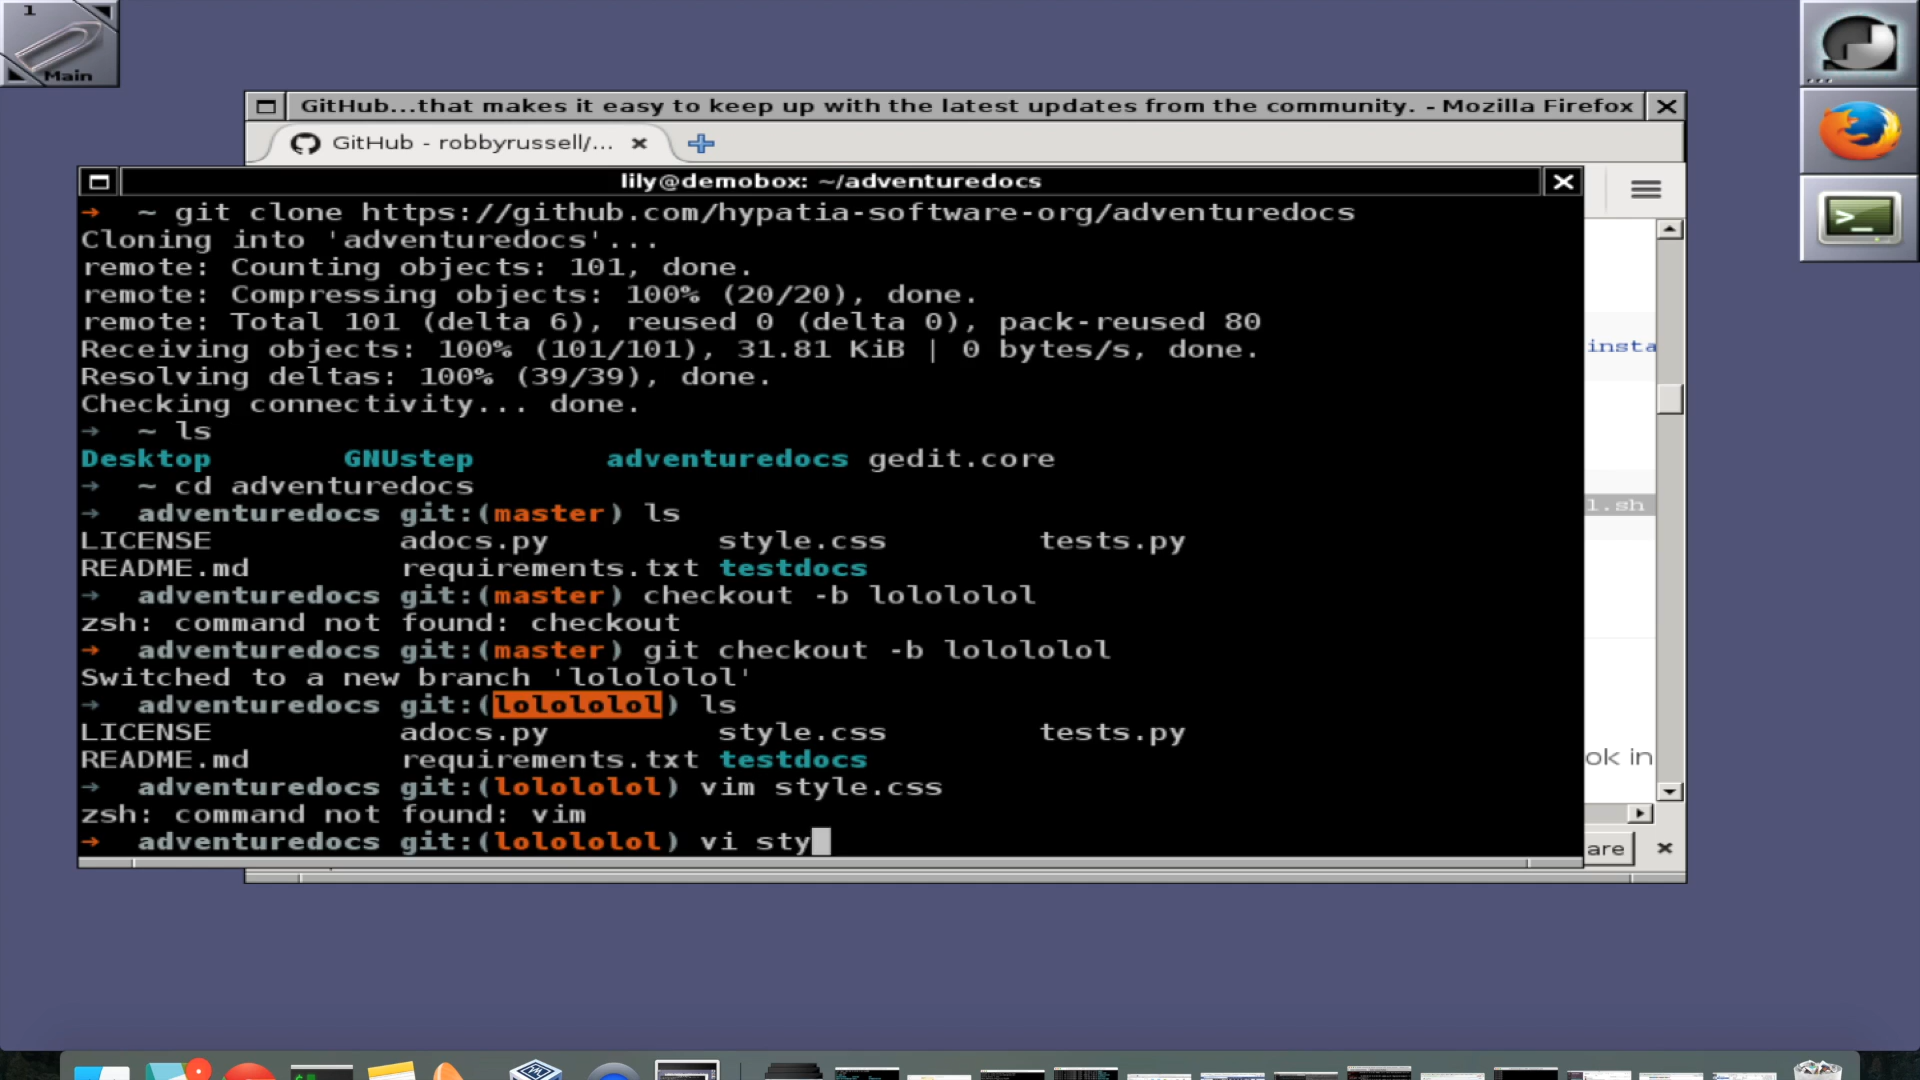 1
Main
GitHub...that makes it easy to keep up with the latest updates from the community. - Mozilla Firefox
GitHub - robbyrussell/...
lily@demobox: ~/adventuredocs
→ ~ git clone https://github.com/hypatia-software-org/adventuredocs
Cloning into 'adventuredocs'...
remote: Counting objects: 101, done.
remote: Compressing objects: 100% (20/20), done.
remote: Total 101 (delta 6), reused 0 (delta 0), pack-reused 80
Receiving objects: 100% (101/101), 31.81 KiB | 0 bytes/s, done.
Resolving deltas: 100% (39/39), done.
Checking connectivity... done.
→ ~ ls
Desktop GNUstep adventuredocs gedit.core
→ ~ cd adventuredocs
→ adventuredocs git:(master) ls
LICENSE adocs.py style.css tests.py
README.md requirements.txt testdocs
→ adventuredocs git:(master) checkout -b lolololol
zsh: command not found: checkout
→ adventuredocs git:(master) git checkout -b lolololol
Switched to a new branch 'lolololol'
→ adventuredocs git:(lolololol) ls
LICENSE adocs.py style.css tests.py
README.md requirements.txt testdocs
→ adventuredocs git:(lolololol) vim style.css
zsh: command not found: vim
→ adventuredocs git:(lolololol) vi sty
insta
l.sh
ok in
are